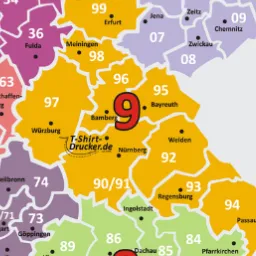 99
Erfurt
Jena
Zeitz
09
Chemnitz
36
Fulda
Meiningen
07
Zwickau
98
08
63
96
95
97
9
Bayreuth
Bamberg
Würzburg
T-Shirt-
Drucker.de
Weiden
Nürnberg
92
74
90/91
93
94
Regensburg
Passau
71
73
Ingolstadt
Göppingen
89
86
84
Dachau
85
Pfarrkirchen